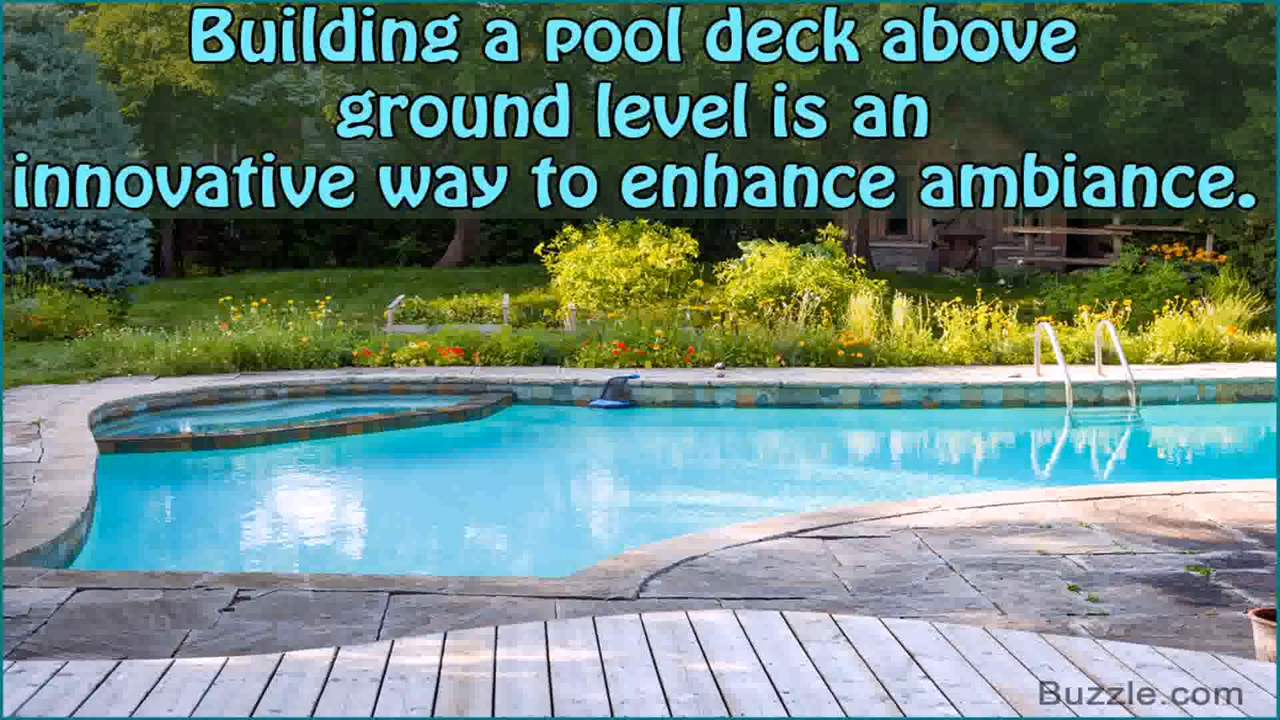 Building a pool deck above
ground level is an
innovative way to enhance ambiance.
Buzzle.com